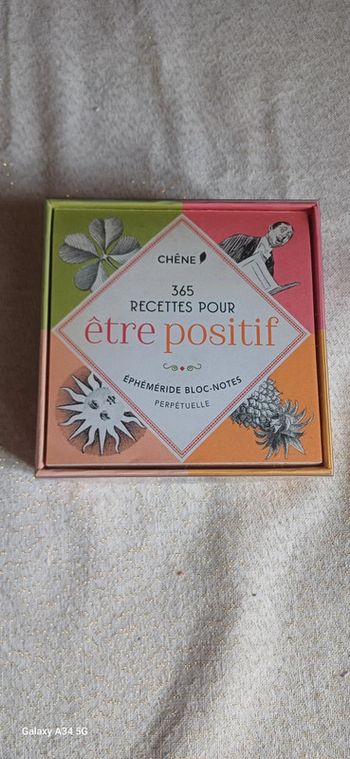 CHÊNE
365
RECETTES POUR
être positif
ÉPHÉMÉRIDE BLOC-NOTES
PERPÉTUELLE
Galaxy A34 5G